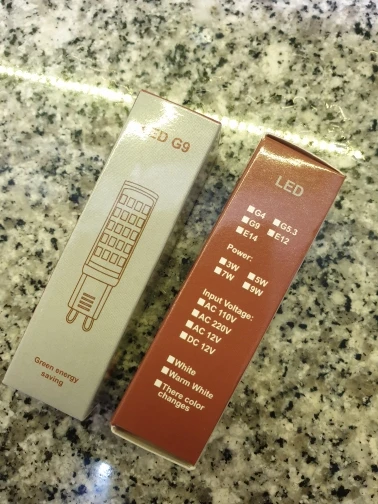 LED G9
Green energy
saving
LED
G4 G5.3
G9 E12
E14
Power:
3W 5W
7W 9W
Input Voltage:
AC 110V
AC 220V
AC 12V
DC 12V
White
Warm White
There color
changes